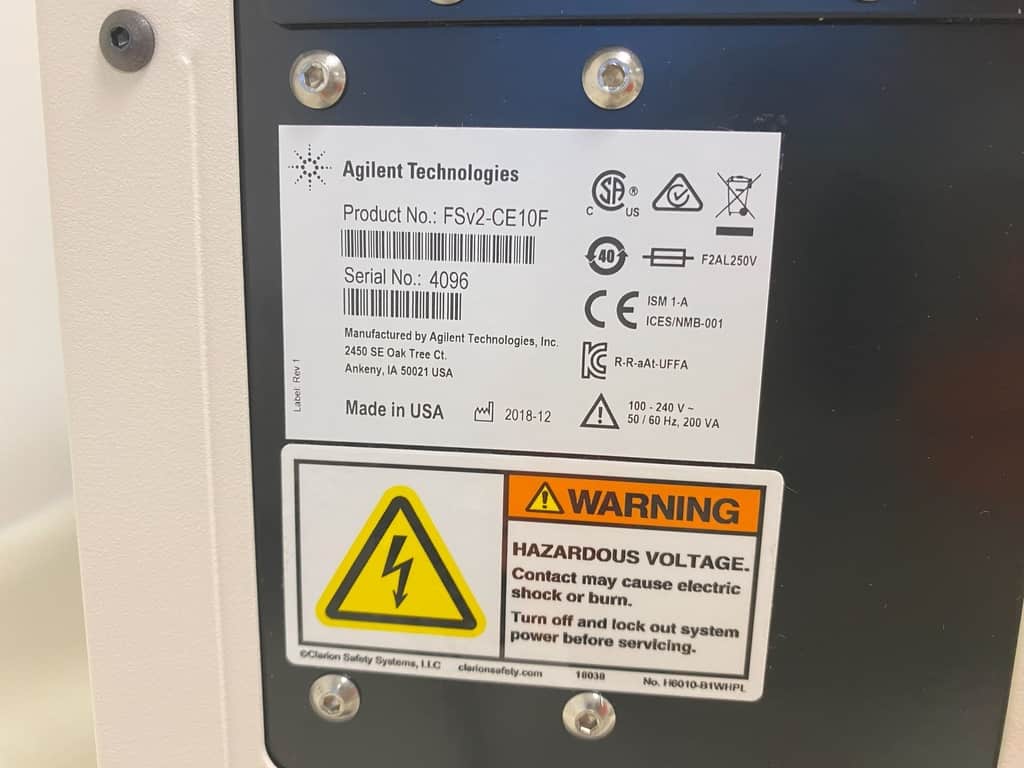 Agilent Technologies
Product No.: FSv2-CE10F
Serial No.: 4096
Manufactured by Agilent Technologies, Inc.
2450 SE Oak Tree Ct.
Ankeny, IA 50021 USA
Label: Rev 1
Made in USA
2018-12
C SA ® US
40
F2AL250V
CE
ISM 1-A
ICES/NMB-001
R-R-aAt-UFFA
100 - 240 V ~
50 / 60 Hz, 200 VA
WARNING
HAZARDOUS VOLTAGE.
Contact may cause electric
shock or burn.
Turn off and lock out system
power before servicing.
©Clarion Safety Systems, LLC clarionsafety.com 18038 No. H6010-B1WHPL